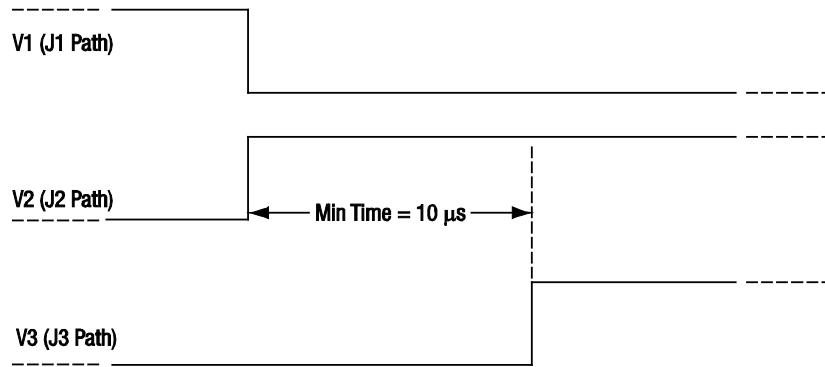 V1 (J1 Path)
V2 (J2 Path)
Min Time = 10 μs
V3 (J3 Path)